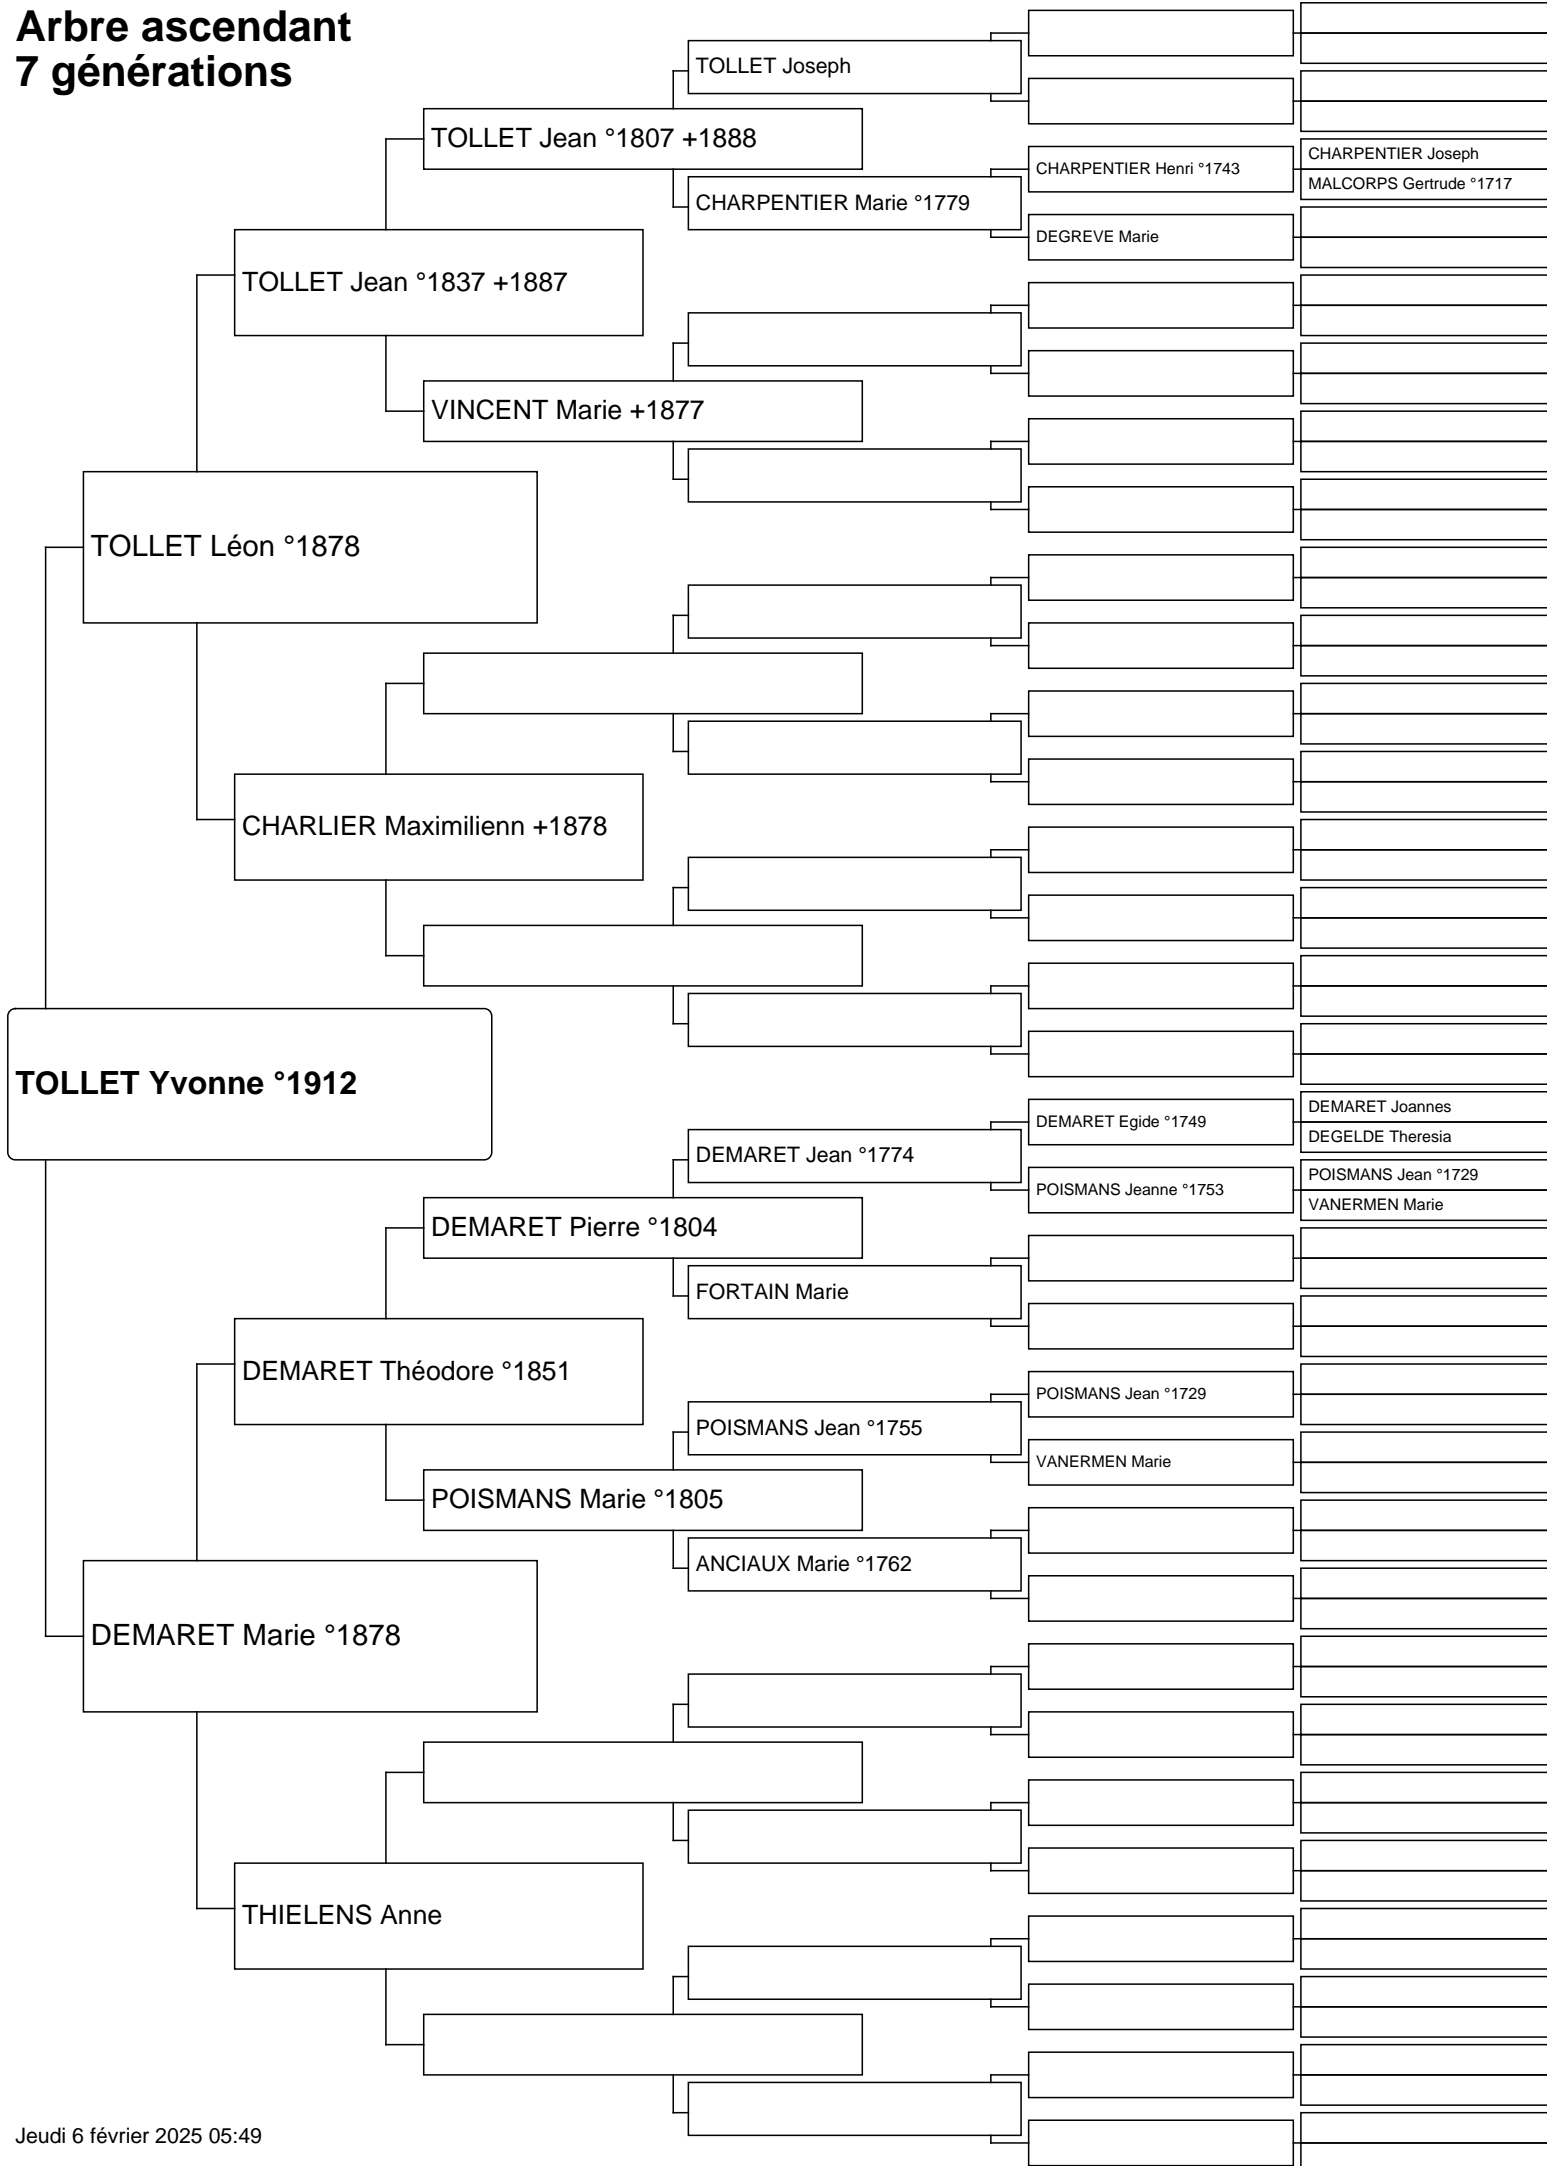 Arbre ascendant
7 générations
TOLLET Joseph
TOLLET Jean °1807 +1888
CHARPENTIER Joseph
CHARPENTIER Henri °1743
MALCORPS Gertrude °1717
CHARPENTIER Marie °1779
DEGREVE Marie
TOLLET Jean °1837 +1887
VINCENT Marie +1877
TOLLET Léon °1878
CHARLIER Maximilienn +1878
TOLLET Yvonne °1912
DEMARET Joannes
DEMARET Egide °1749
DEGELDE Theresia
DEMARET Jean °1774
POISMANS Jean °1729
POISMANS Jeanne °1753
VANERMEN Marie
DEMARET Pierre °1804
FORTAIN Marie
DEMARET Théodore °1851
POISMANS Jean °1729
POISMANS Jean °1755
VANERMEN Marie
POISMANS Marie °1805
ANCIAUX Marie °1762
DEMARET Marie °1878
THIELENS Anne
Jeudi 6 février 2025 05:49